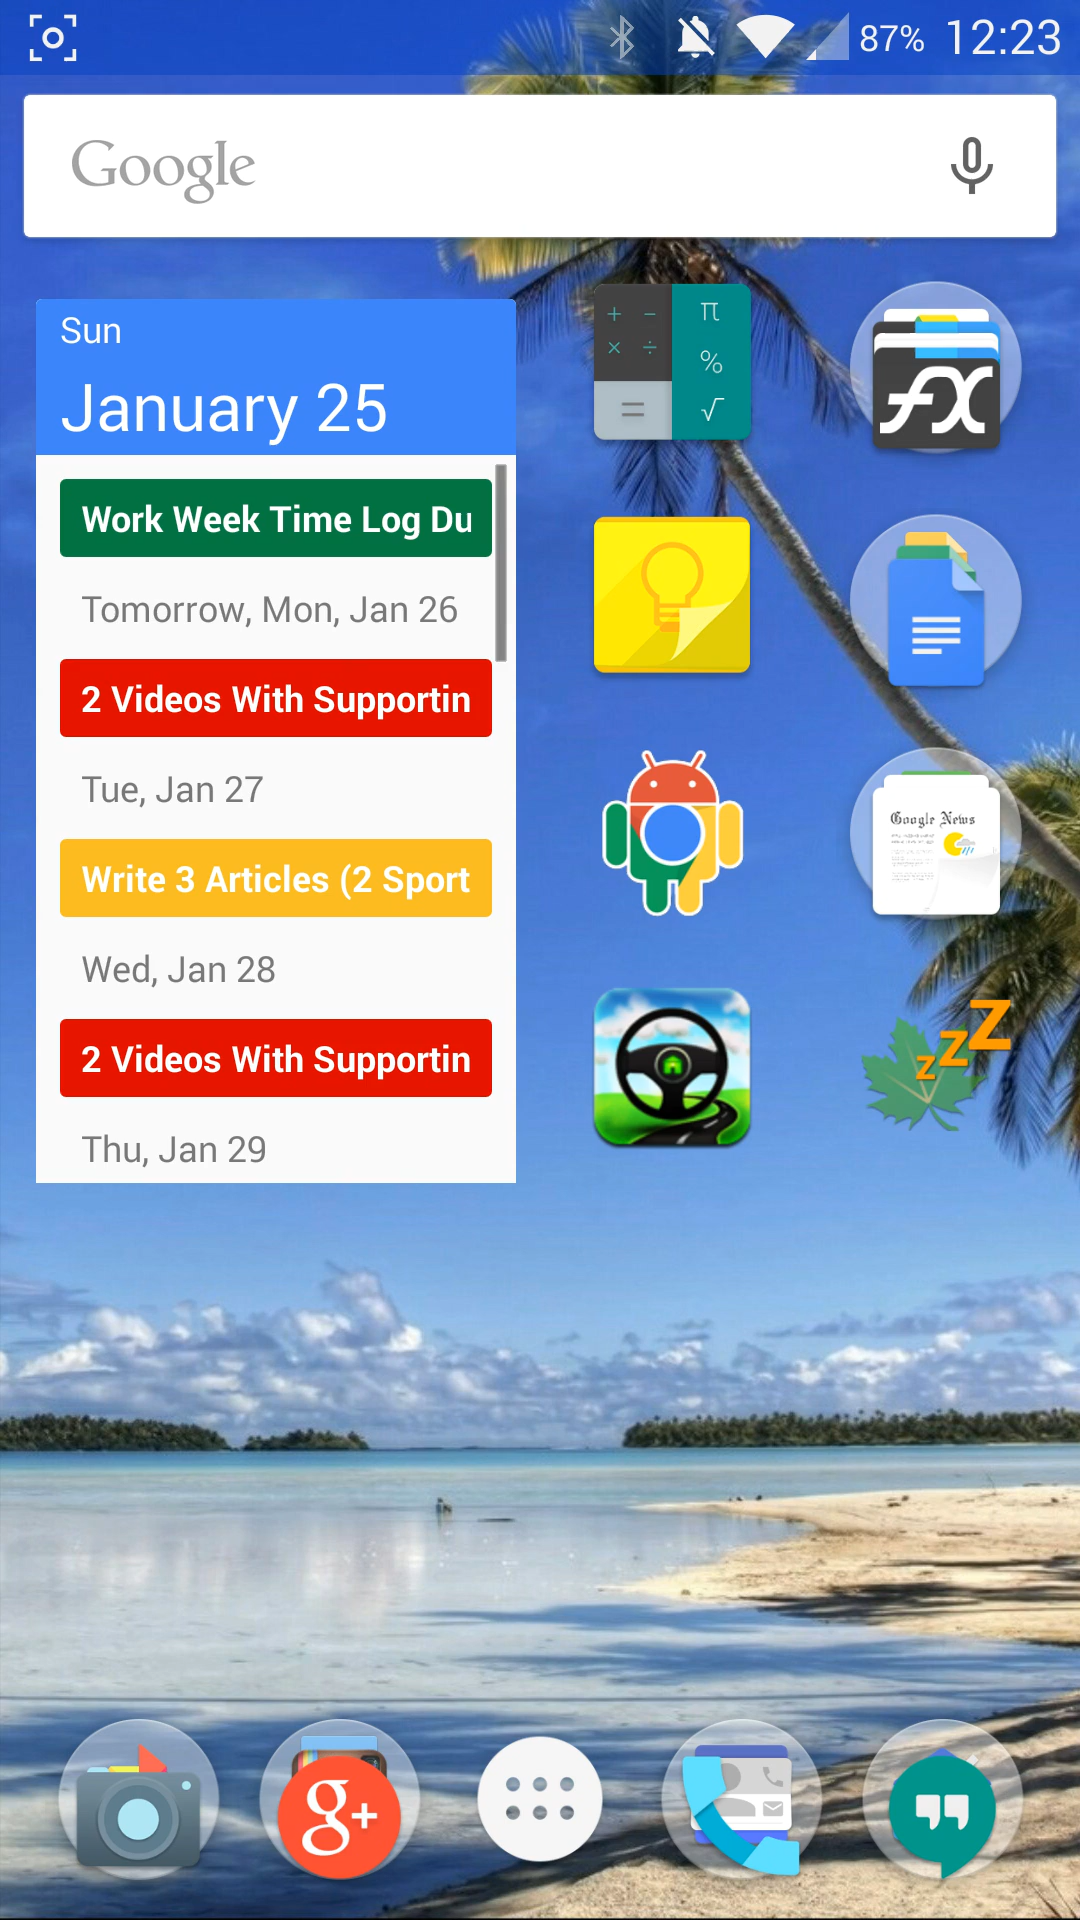 87% 12:23
Google
Sun
January 25
Work Week Time Log Du
Tomorrow, Mon, Jan 26
2 Videos With Supportin
Tue, Jan 27
Write 3 Articles (2 Sport
Wed, Jan 28
2 Videos With Supportin
Thu, Jan 29
+ −
× ÷
=
π
%
√
fX
Google News
zZZ
g+